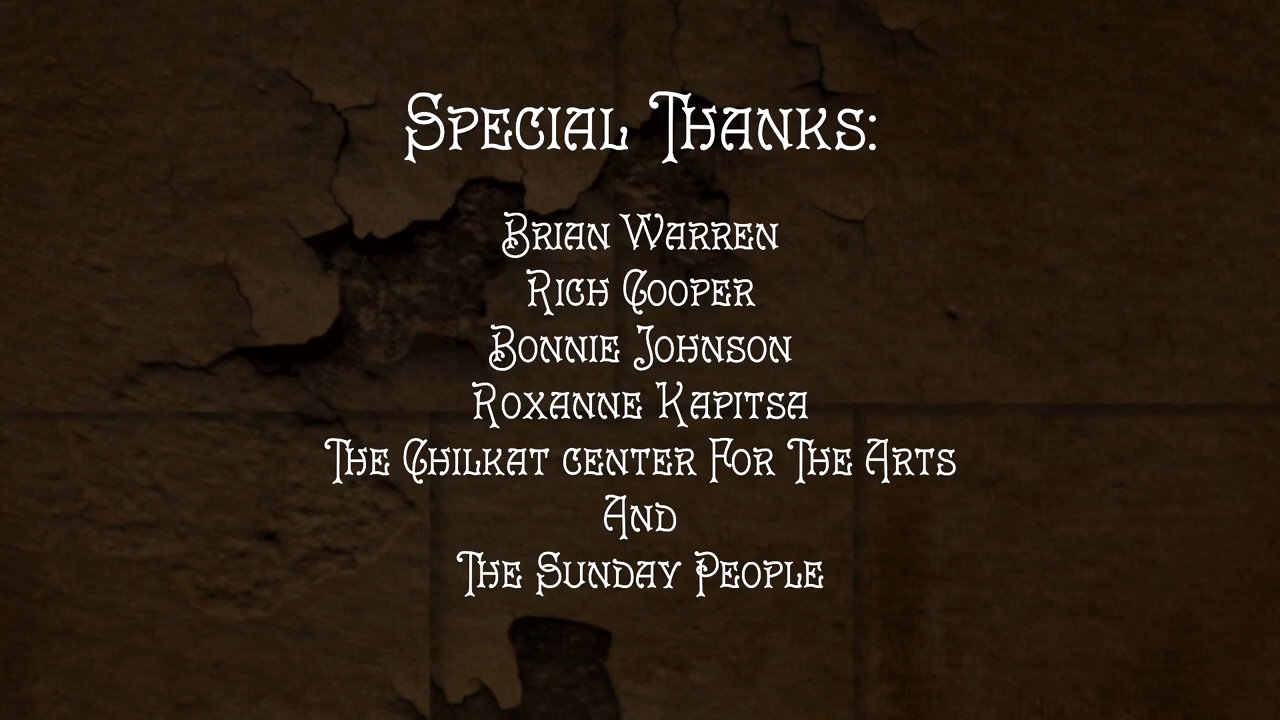 Special Thanks:
Brian Warren
Rich Cooper
Bonnie Johnson
Roxanne Kapitsa
The Chilkat center For The Arts
And
The Sunday People